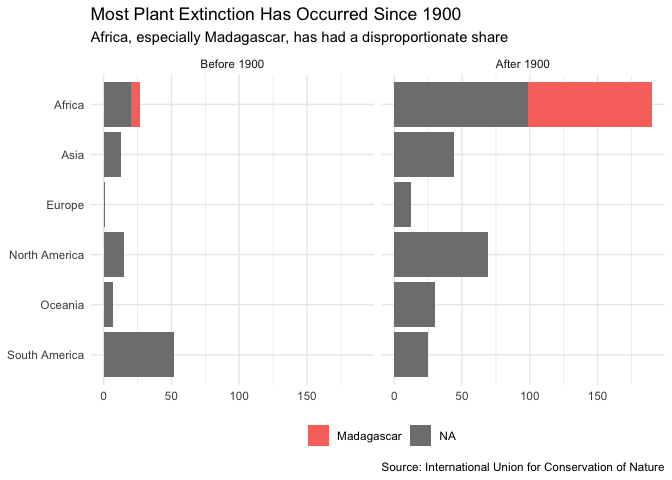 Most Plant Extinction Has Occurred Since 1900
Africa, especially Madagascar, has had a disproportionate share
Before 1900
After 1900
Africa
Asia
Europe
North America
Oceania
South America
0 50 100 150
0 50 100 150
Madagascar NA
Source: International Union for Conservation of Nature